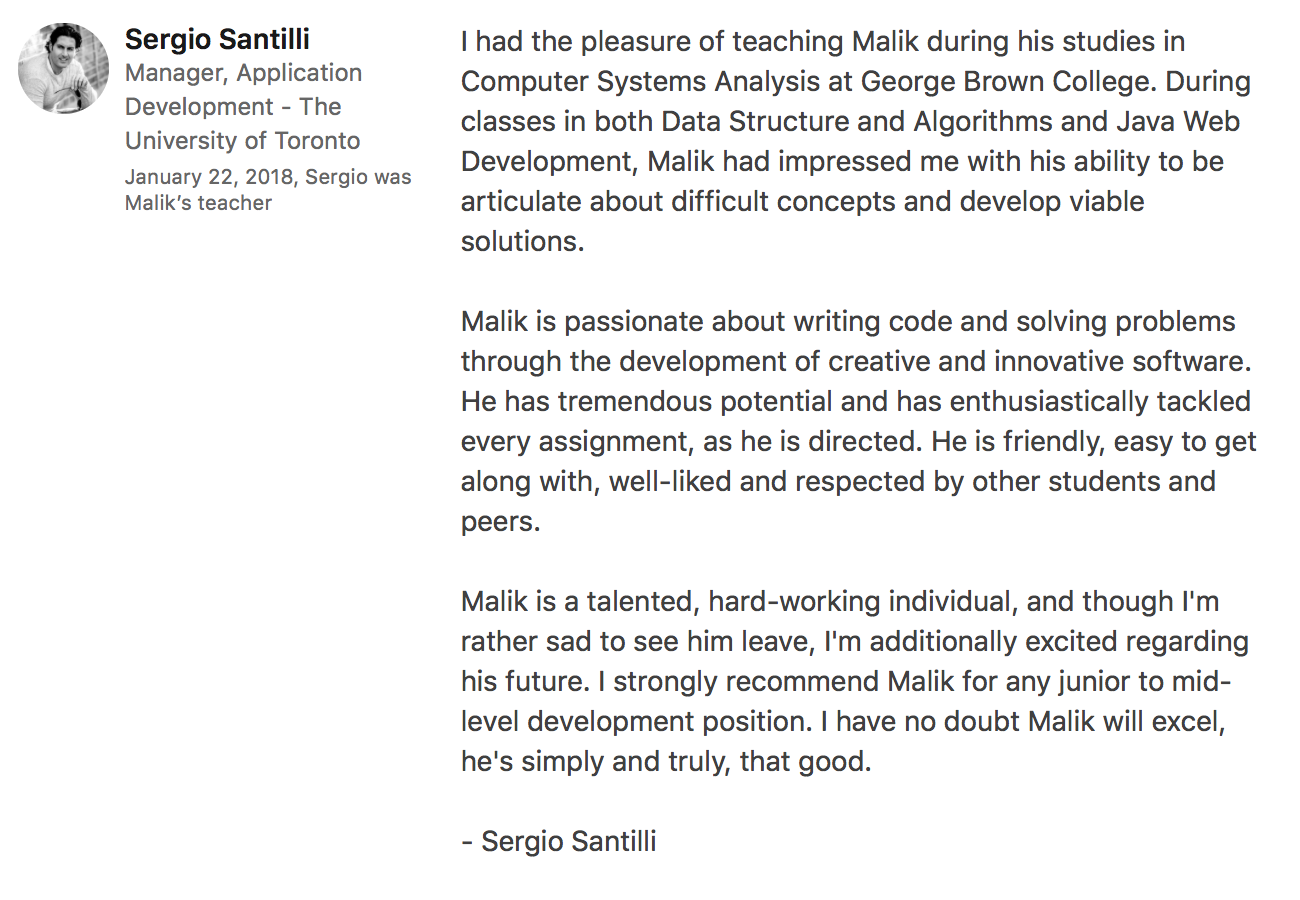 Sergio Santilli
Manager, Application
Development - The
University of Toronto
January 22, 2018, Sergio was
Malik's teacher
I had the pleasure of teaching Malik during his studies in
Computer Systems Analysis at George Brown College. During
classes in both Data Structure and Algorithms and Java Web
Development, Malik had impressed me with his ability to be
articulate about difficult concepts and develop viable
solutions.
Malik is passionate about writing code and solving problems
through the development of creative and innovative software.
He has tremendous potential and has enthusiastically tackled
every assignment, as he is directed. He is friendly, easy to get
along with, well-liked and respected by other students and
peers.
Malik is a talented, hard-working individual, and though I'm
rather sad to see him leave, I'm additionally excited regarding
his future. I strongly recommend Malik for any junior to mid-
level development position. I have no doubt Malik will excel,
he's simply and truly, that good.
- Sergio Santilli